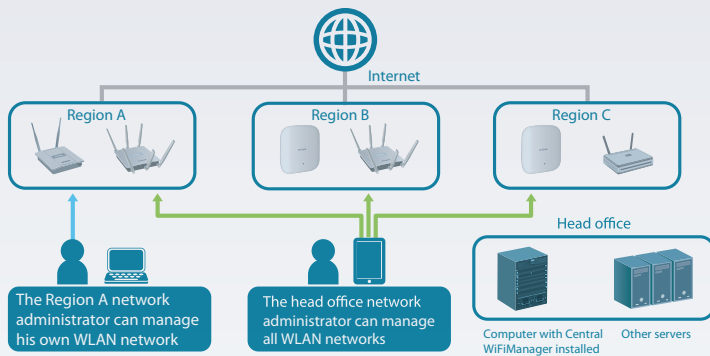 Internet
Region A
Region B
Region C
Head office
The Region A network
administrator can manage
his own WLAN network
The head office network
administrator can manage
all WLAN networks
Computer with Central
WiFiManager installed
Other servers